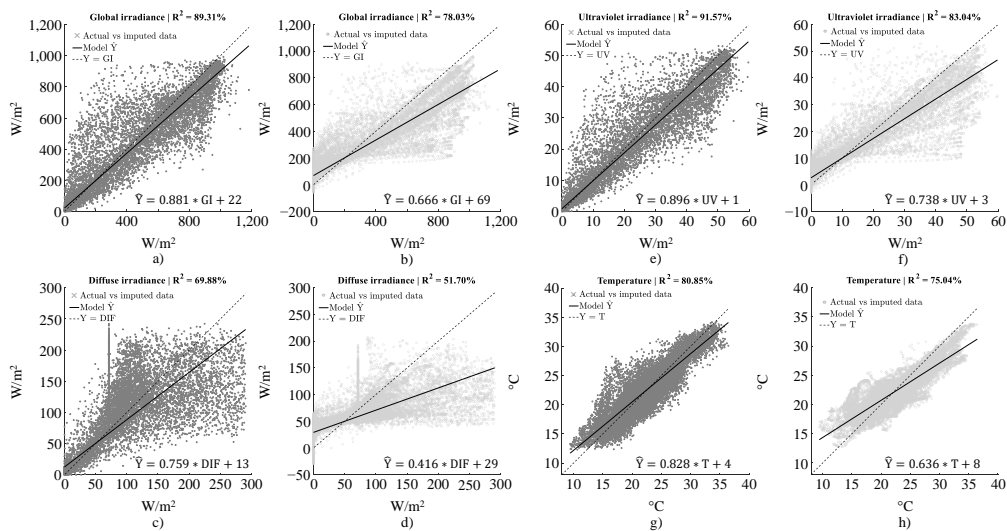 Global irradiance | R² = 89.31%
× Actual vs imputed data
Model Ŷ
Y = GI
W/m²
1,200
1,000
800
600
400
200
0
Ŷ = 0.881 ∗ GI + 22
0 400 800 1,200
W/m²
a)
Global irradiance | R² = 78.03%
Actual vs imputed data
Model Ŷ
Y = GI
W/m²
1,200
1,000
800
600
400
200
0
−200
Ŷ = 0.666 ∗ GI + 69
0 400 800 1,200
W/m²
b)
Ultraviolet irradiance | R² = 91.57%
× Actual vs imputed data
Model Ŷ
Y = UV
W/m²
60
50
40
30
20
10
0
Ŷ = 0.896 ∗ UV + 1
0 10 20 30 40 50 60
W/m²
e)
Ultraviolet irradiance | R² = 83.04%
Actual vs imputed data
Model Ŷ
Y = UV
W/m²
60
50
40
30
20
10
0
−10
Ŷ = 0.738 ∗ UV + 3
0 10 20 30 40 50 60
W/m²
f)
Diffuse irradiance | R² = 69.88%
× Actual vs imputed data
Model Ŷ
Y = DIF
W/m²
300
250
200
150
100
50
0
Ŷ = 0.759 ∗ DIF + 13
0 50 100 150 200 250 300
W/m²
c)
Diffuse irradiance | R² = 51.70%
Actual vs imputed data
Model Ŷ
Y = DIF
W/m²
300
250
200
150
100
50
0
−50
Ŷ = 0.416 ∗ DIF + 29
0 50 100 150 200 250 300
W/m²
d)
Temperature | R² = 80.85%
× Actual vs imputed data
Model Ŷ
Y = T
°C
40
35
30
25
20
15
10
Ŷ = 0.828 ∗ T + 4
10 15 20 25 30 35 40
°C
g)
Temperature | R² = 75.04%
Actual vs imputed data
Model Ŷ
Y = T
°C
40
35
30
25
20
15
10
Ŷ = 0.636 ∗ T + 8
10 15 20 25 30 35 40
°C
h)